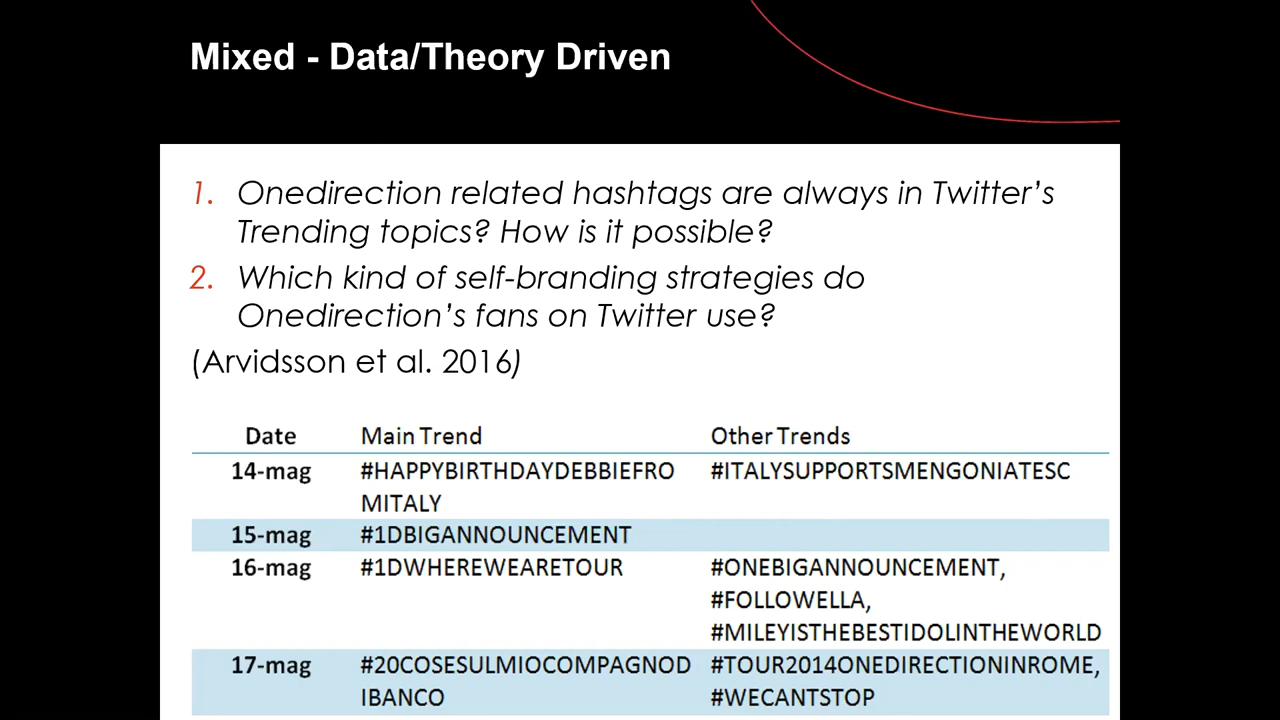 Mixed - Data/Theory Driven
1. Onedirection related hashtags are always in Twitter’s
Trending topics? How is it possible?
2. Which kind of self-branding strategies do
Onedirection’s fans on Twitter use?
(Arvidsson et al. 2016)
Date Main Trend Other Trends
14-mag #HAPPYBIRTHDAYDEBBIEFRO #ITALYSUPPORTSMENGONIATESC
MITALY
15-mag #1DBIGANNOUNCEMENT
16-mag #1DWHEREWEARETOUR #ONEBIGANNOUNCEMENT,
#FOLLOWELLA,
#MILEYISTHEBESTIDOLINTHEWORLD
17-mag #20COSESULMIOCOMPAGNOD #TOUR2014ONEDIRECTIONINROME,
IBANCO #WECANTSTOP